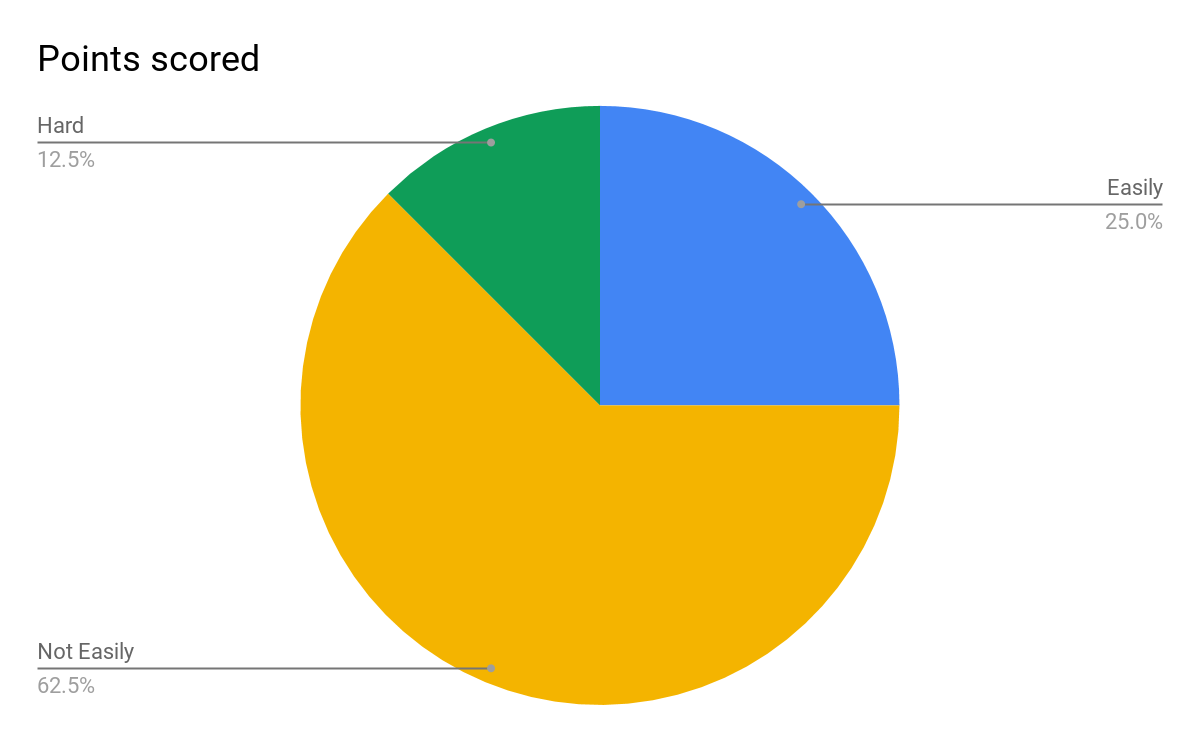 Points scored
Hard
12.5%
Easily
25.0%
Not Easily
62.5%